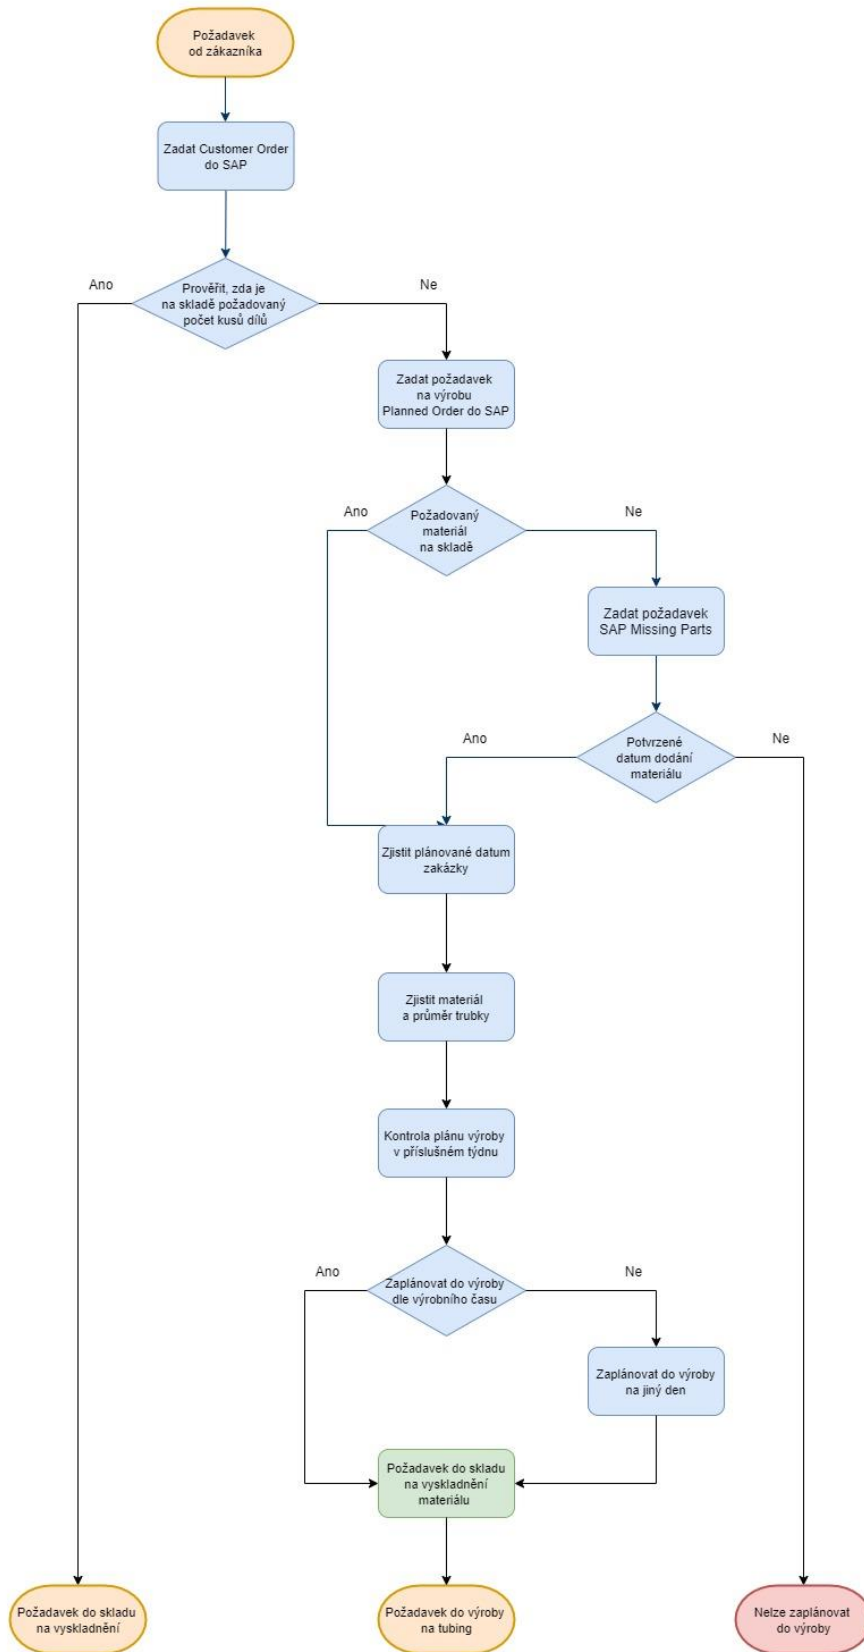 Požadavek
od zákazníka
Zadat Customer Order
do SAP
Ano
Prověřit, zda je
na skladě požadovaný
počet kusů dílů
Ne
Zadat požadavek
na výrobu
Planned Order do SAP
Ano
Požadovaný
materiál
na skladě
Ne
Zadat požadavek
SAP Missing Parts
Ano
Potvrzené
datum dodání
materiálu
Ne
Zjistit plánované datum
zakázky
Zjistit materiál
a průměr trubky
Kontrola plánu výroby
v příslušném týdnu
Ano
Zaplánovat do výroby
dle výrobního času
Ne
Zaplánovat do výroby
na jiný den
Požadavek do skladu
na vyskladnění
materiálu
Požadavek do skladu
na vyskladnění
Požadavek do výroby
na tubing
Nelze zaplánovat
do výroby